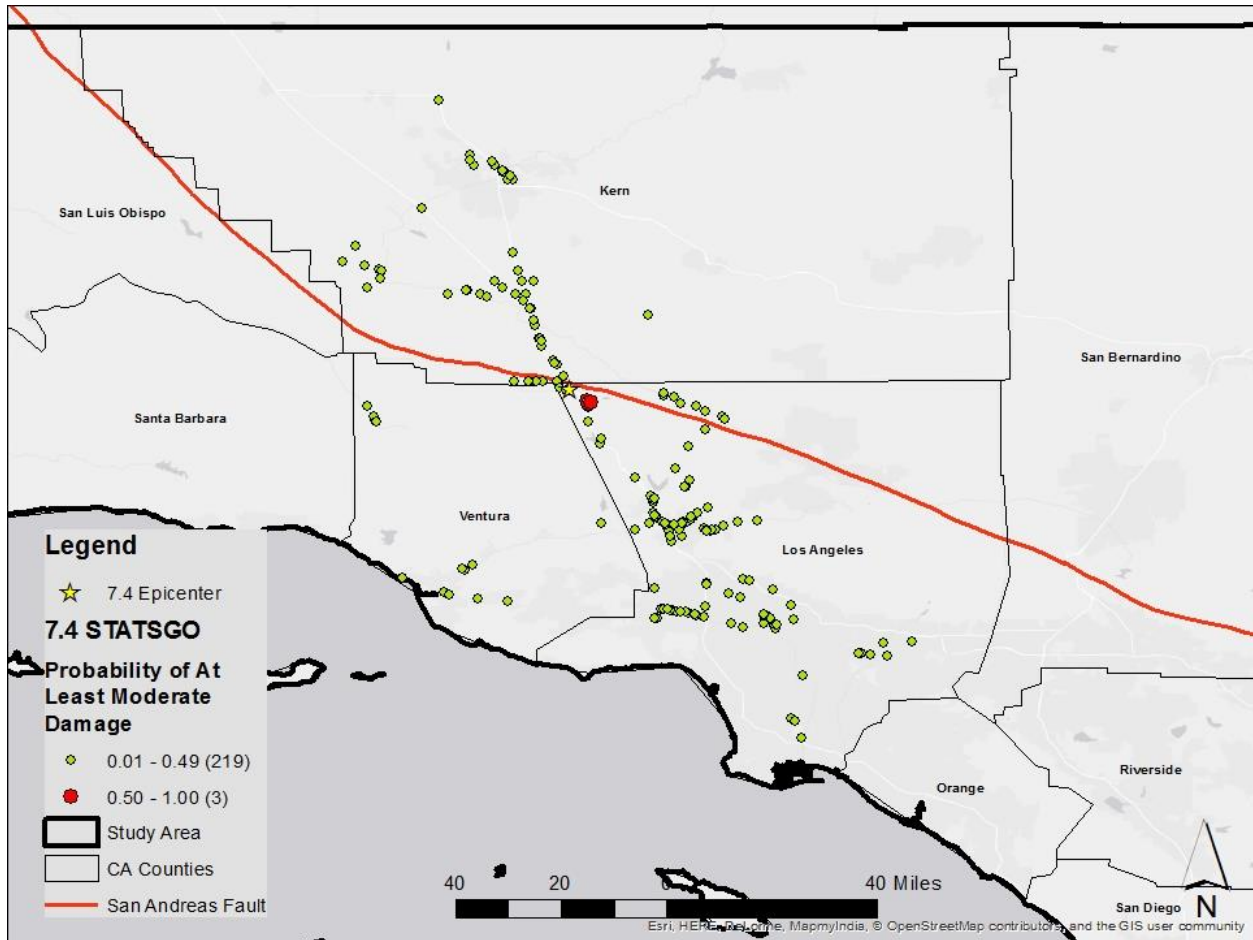 Kern
San Luis Obispo
San Bernardino
Santa Barbara
Ventura
Los Angeles
Legend
7.4 Epicenter
7.4 STATSGO
Probability of At
Least Moderate
Damage
0.01 - 0.49 (219)
0.50 - 1.00 (3)
Study Area
CA Counties
San Andreas Fault
Riverside
Orange
40 20 0 40 Miles
San Diego
N
Esri, HERE, DeLorme, MapmyIndia, © OpenStreetMap contributors, and the GIS user community